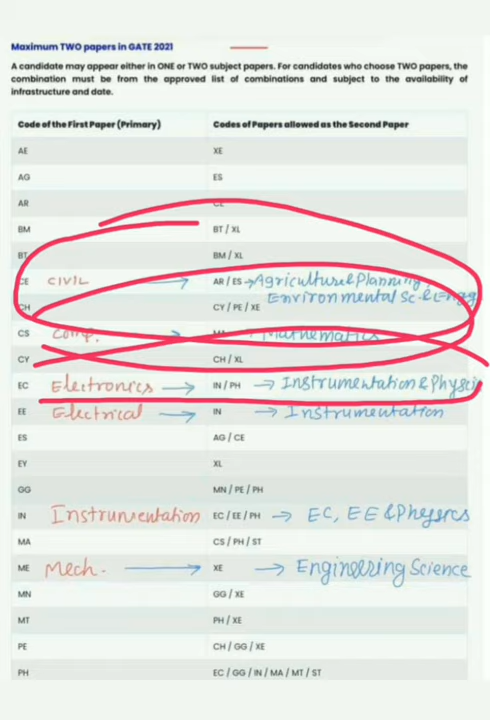 Maximum TWO papers in GATE 2021
A candidate may appear either in ONE or TWO subject papers. For candidates who choose TWO papers, the
combination must be from the approved list of combinations and subject to the availability of
infrastructure and date.
Code of the First Paper (Primary) Codes of Papers allowed as the Second Paper
AE XE
AG ES
AR CE
BM BT / XL
BT BM / XL
CE CIVIL → AR / ES → Agricultural Planning,
Environmental Sc. & Engg
CH CY / PE / XE
CS Comp. → MA Mathematics
CY CH / XL
EC Electronics → IN / PH → Instrumentation & Physics
EE Electrical → IN → Instrumentation
ES AG / CE
EY XL
GG MN / PE / PH
IN Instrumentation EC / EE / PH → EC, EE & Physics
MA CS / PH / ST
ME Mech. → XE → Engineering Science
MN GG / XE
MT PH / XE
PE CH / GG / XE
PH EC / GG / IN / MA / MT / ST